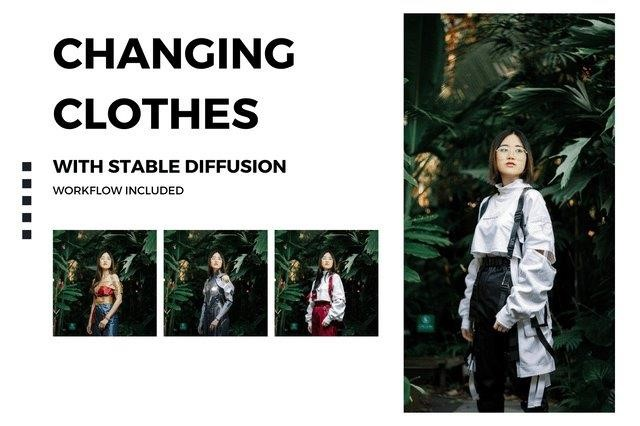 CHANGING
CLOTHES
WITH STABLE DIFFUSION
WORKFLOW INCLUDED